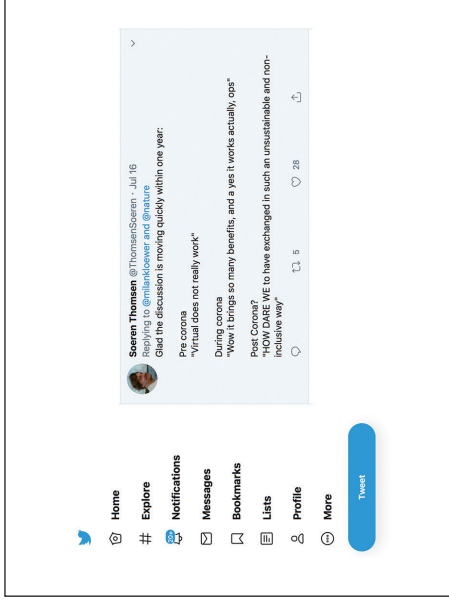 Home
Explore
20+
Notifications
Messages
Bookmarks
Lists
Profile
More
Tweet
Soeren Thomsen @ThomsenSoeren · Jul 16
Replying to @milankloewer and @nature
Glad the discussion is moving quickly within one year:
Pre corona
"Virtual does not really work"
During corona
"Wow it brings so many benefits, and a yes it works actually, ops"
Post Corona?
"HOW DARE WE to have exchanged in such an unsustainable and non-
inclusive way"
5 28